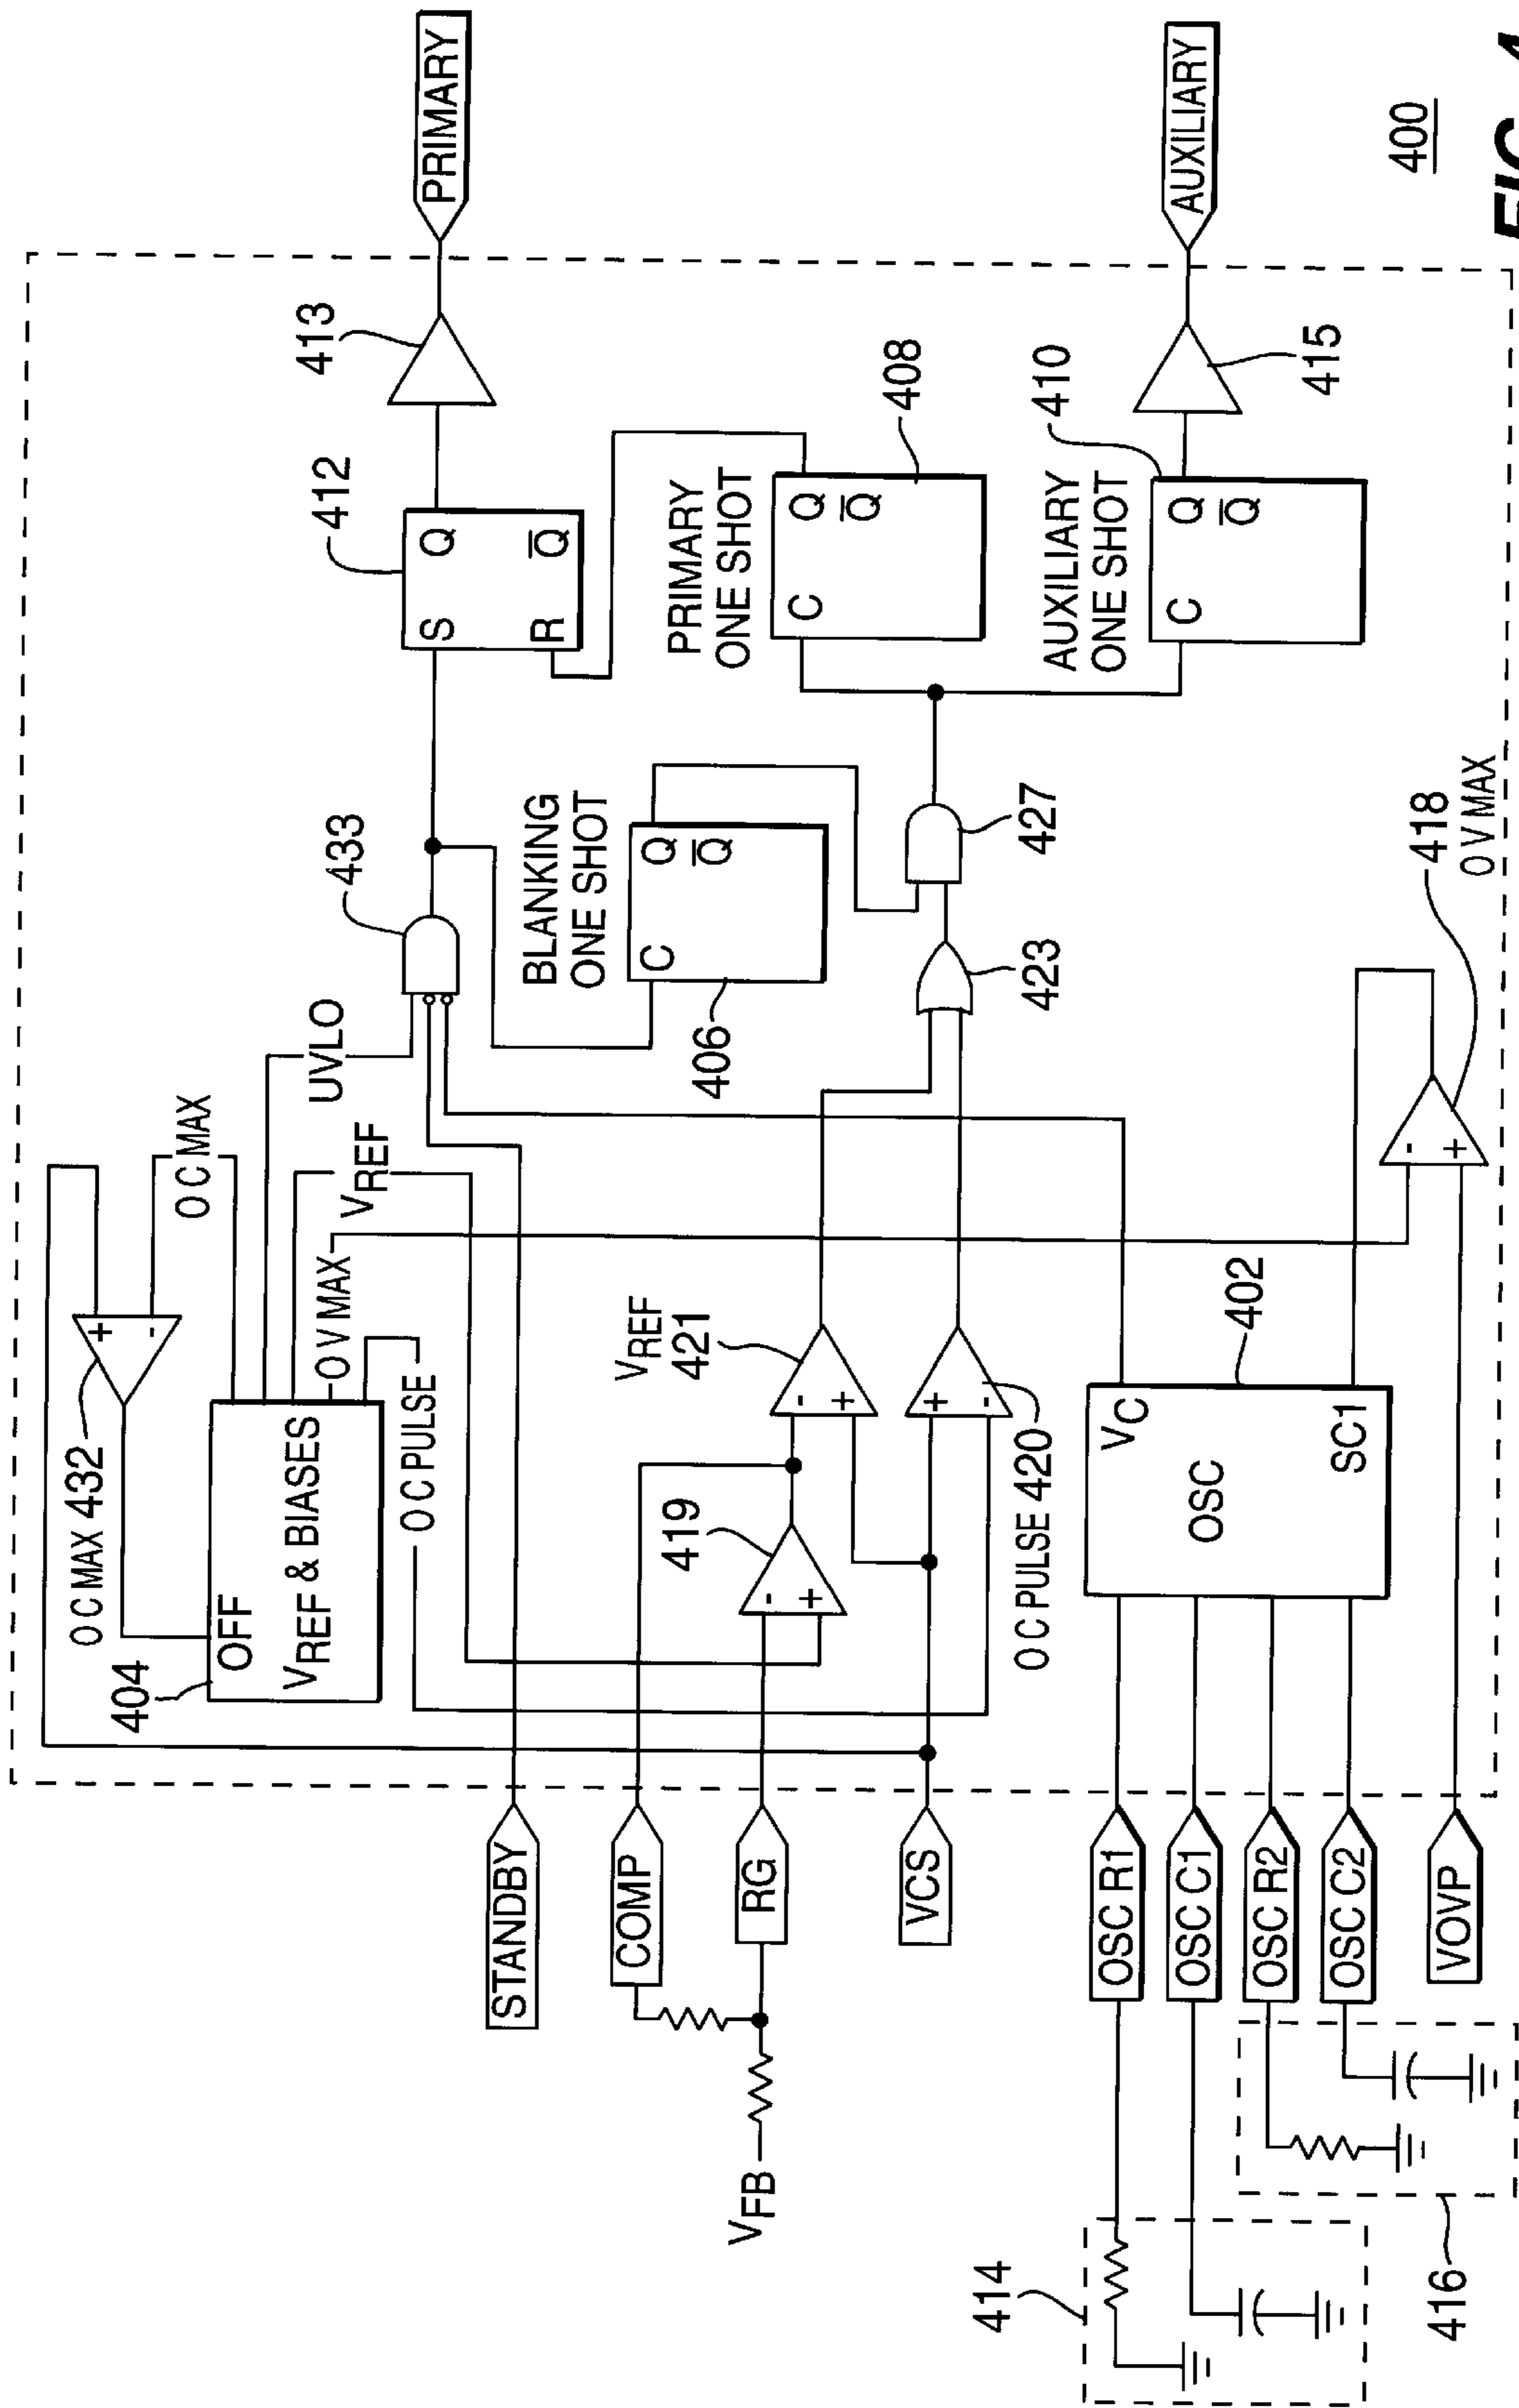 O C MAX 432
+
-
O C MAX
404
OFF
VREF & BIASES
UVLO
VREF
O V MAX
O C PULSE
433
412
S
Q
R
Q
413
PRIMARY
BLANKING
ONE SHOT
C
Q
Q
406
PRIMARY
ONE SHOT
C
Q
Q
408
AUXILIARY
ONE SHOT
C
Q
Q
410
415
AUXILIARY
427
423
VREF
421
-
+
419
-
+
+
-
O C PULSE 420
402
VC
OSC
SC1
-
+
418
O V MAX
STANDBY
COMP
RG
VCS
VFB
OSC R1
OSC C1
OSC R2
OSC C2
VOVP
414
416
400